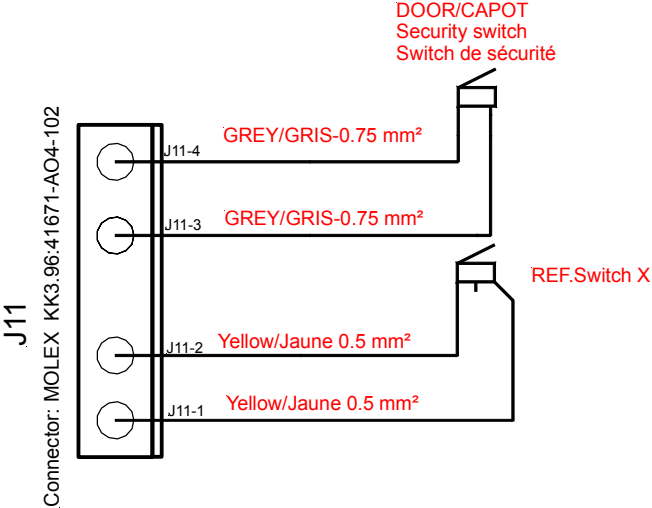 DOOR/CAPOT
Security switch
Switch de sécurité
GREY/GRIS-0.75 mm²
J11-4
GREY/GRIS-0.75 mm²
J11-3
REF.Switch X
Yellow/Jaune 0.5 mm²
J11-2
Yellow/Jaune 0.5 mm²
J11-1
J11
Connector: MOLEX KK3.96:41671-AO4-102